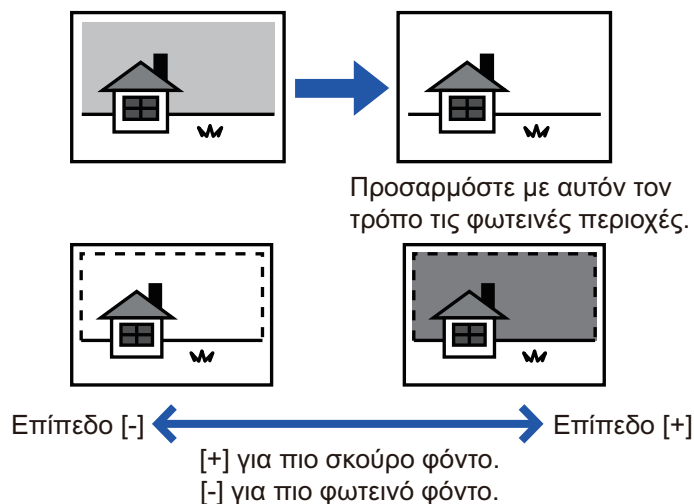 Προσαρμόστε με αυτόν τον
τρόπο τις φωτεινές περιοχές.
Επίπεδο [-]
Επίπεδο [+]
[+] για πιο σκούρο φόντο.
[-] για πιο φωτεινό φόντο.